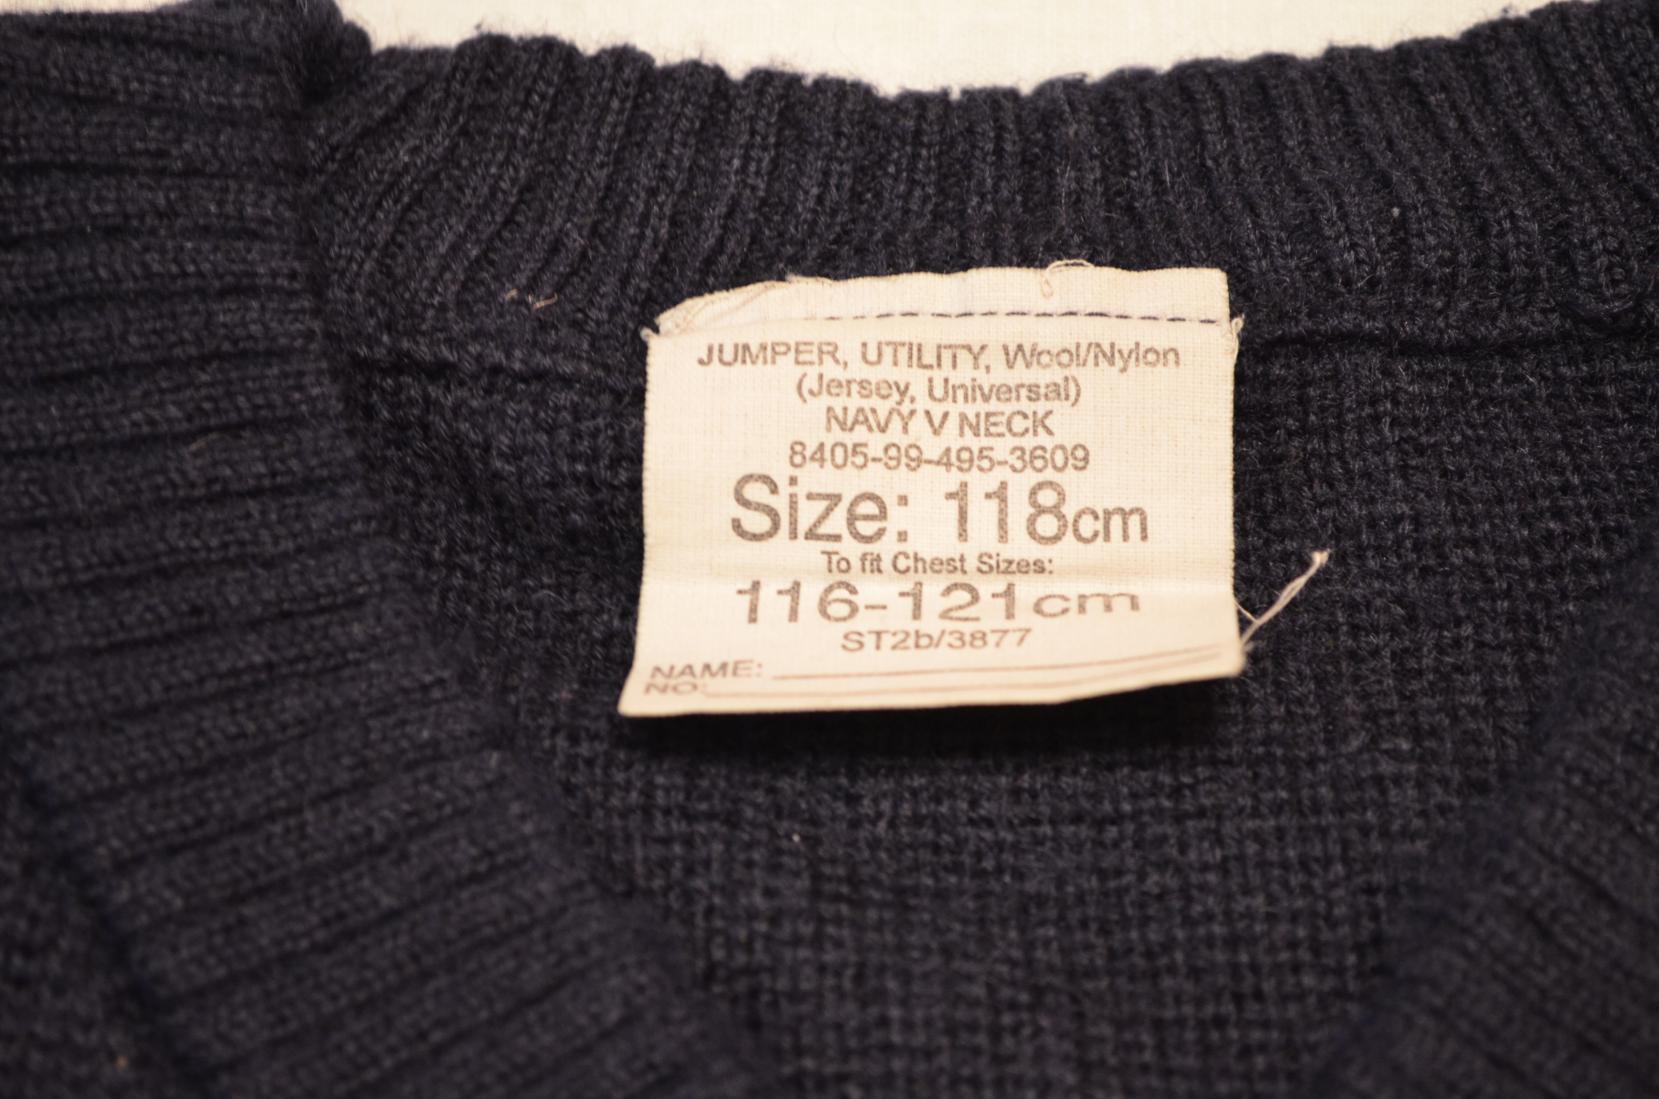 JUMPER, UTILITY, Wool/Nylon
(Jersey, Universal)
NAVY V NECK
8405-99-495-3609
Size: 118cm
To fit Chest Sizes:
116-121cm
ST2b/3877
NAME:
NO: